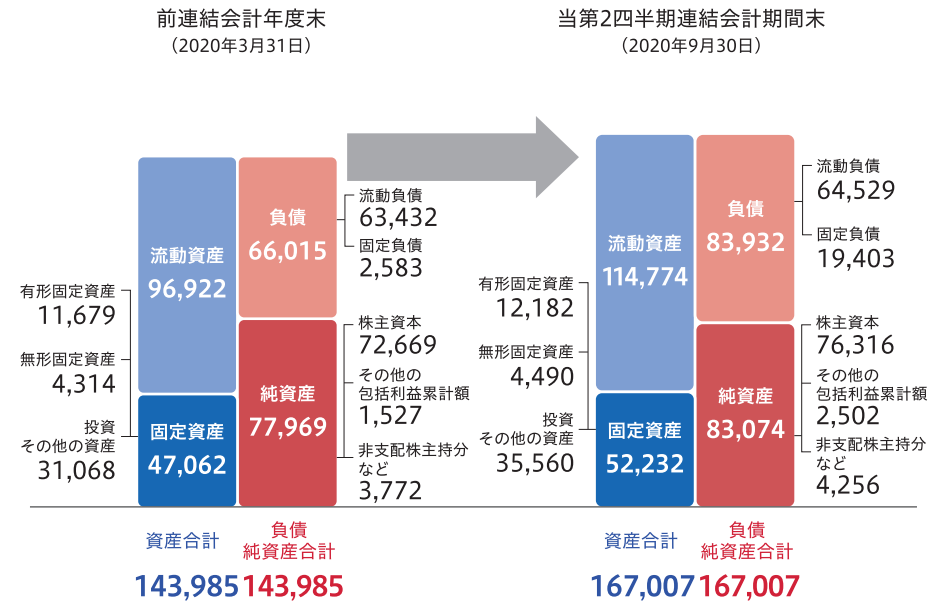 前連結会計年度末
（2020年3月31日）
有形固定資産
11,679
無形固定資産
4,314
投資
その他の資産
31,068
流動資産
96,922
固定資産
47,062
負債
66,015
純資産
77,969
流動負債
63,432
固定負債
2,583
株主資本
72,669
その他の
包括利益累計額
1,527
非支配株主持分
など
3,772
資産合計
143,985
負債
純資産合計
143,985
当第2四半期連結会計期間末
（2020年9月30日）
有形固定資産
12,182
無形固定資産
4,490
投資
その他の資産
35,560
流動資産
114,774
固定資産
52,232
負債
83,932
純資産
83,074
流動負債
64,529
固定負債
19,403
株主資本
76,316
その他の
包括利益累計額
2,502
非支配株主持分
など
4,256
資産合計
167,007
負債
純資産合計
167,007